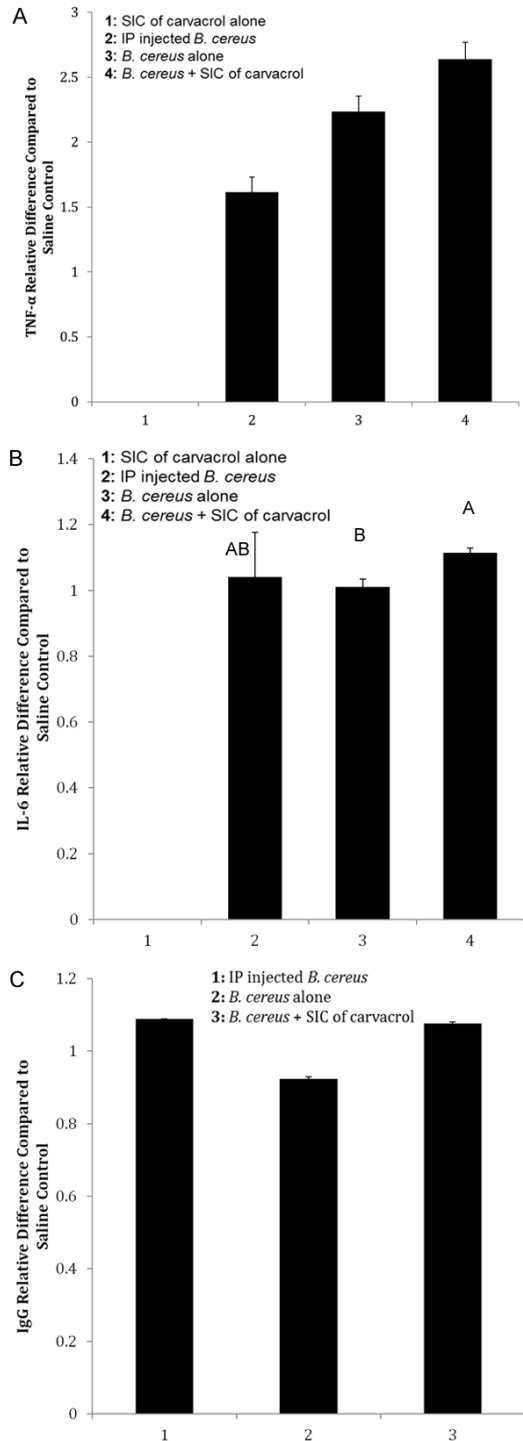 A
1: SIC of carvacrol alone
2: IP injected B. cereus
3: B. cereus alone
4: B. cereus + SIC of carvacrol
TNF-α Relative Difference Compared to
Saline Control
3
2.5
2
1.5
1
0.5
0
1 2 3 4
B
1: SIC of carvacrol alone
2: IP injected B. cereus
3: B. cereus alone
4: B. cereus + SIC of carvacrol
IL-6 Relative Difference Compared to
Saline Control
1.4
1.2
1
0.8
0.6
0.4
0.2
0
AB B A
1 2 3 4
C
1: IP injected B. cereus
2: B. cereus alone
3: B. cereus + SIC of carvacrol
IgG Relative Difference Compared to
Saline Control
1.2
1
0.8
0.6
0.4
0.2
0
1 2 3